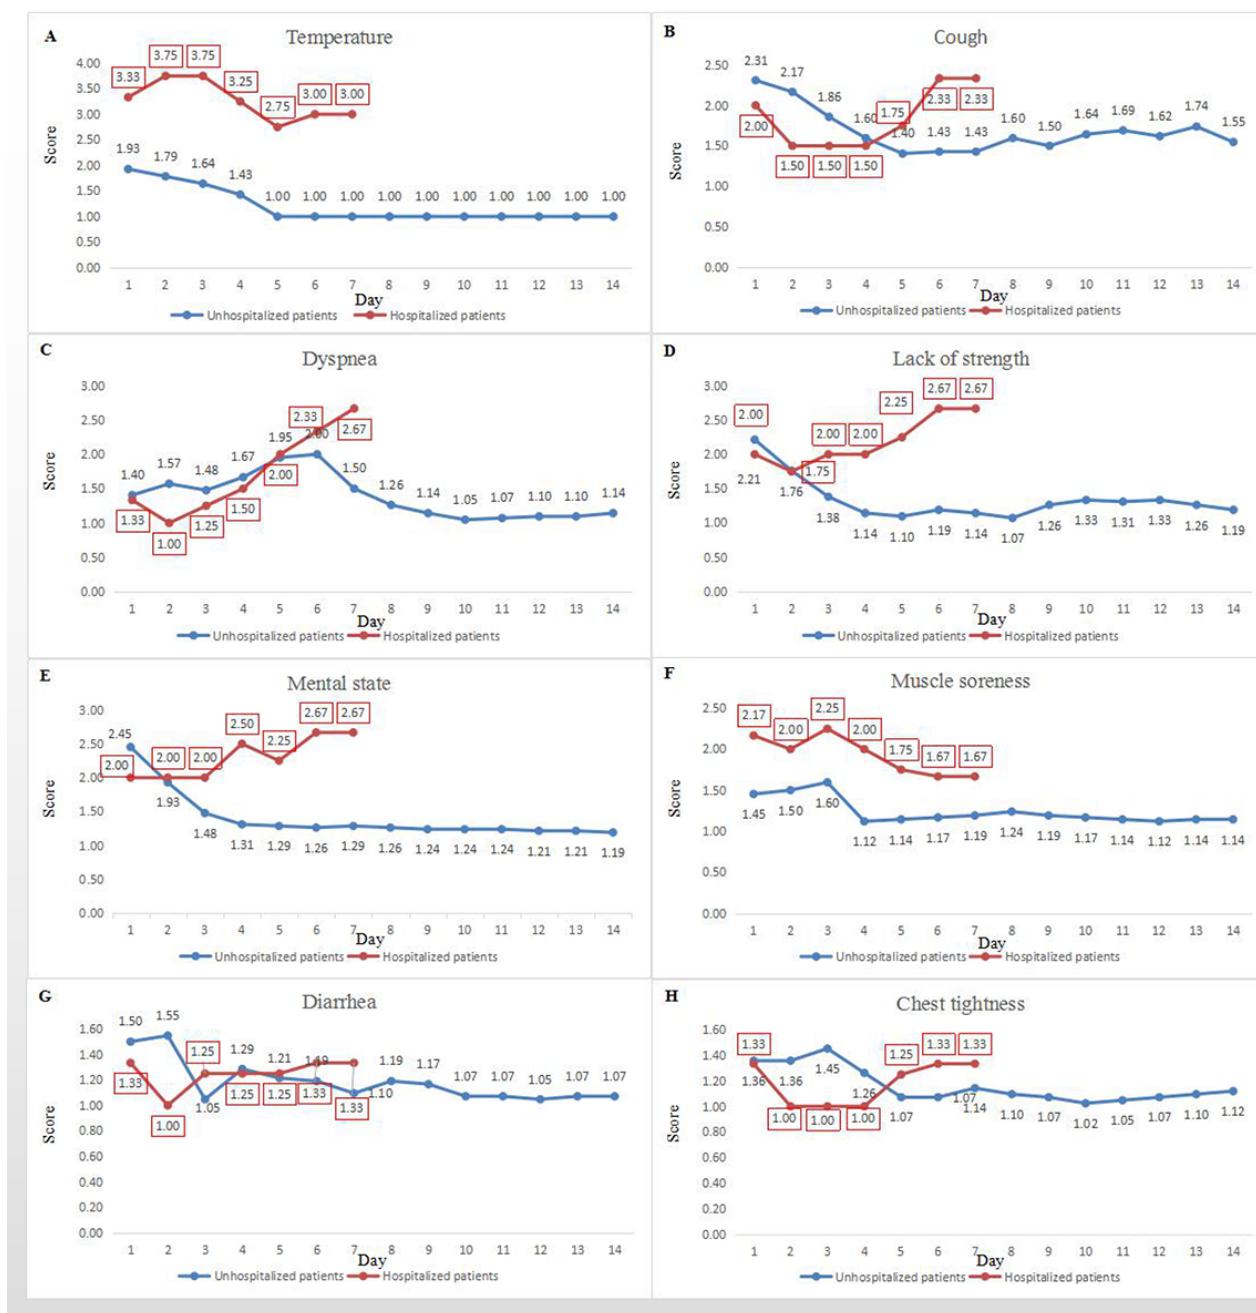 A
Temperature
4.00
3.50
3.00
2.50
2.00
1.50
1.00
0.50
0.00
Score
3.33 3.75 3.75 3.25 2.75 3.00 3.00
1.93 1.79 1.64 1.43 1.00 1.00 1.00 1.00 1.00 1.00 1.00 1.00 1.00 1.00
1 2 3 4 5 6 7 8 9 10 11 12 13 14
Day
Unhospitalized patients Hospitalized patients
B
Cough
2.50
2.00
1.50
1.00
0.50
0.00
Score
2.31 2.17 1.86 1.60 1.40 1.43 1.43 1.60 1.50 1.64 1.69 1.62 1.74 1.55
2.00 1.50 1.50 1.50 1.75 2.33 2.33
1 2 3 4 5 6 7 8 9 10 11 12 13 14
Day
Unhospitalized patients Hospitalized patients
C
Dyspnea
3.00
2.50
2.00
1.50
1.00
0.50
0.00
Score
1.40 1.57 1.48 1.67 1.95 2.00 1.50 1.26 1.14 1.05 1.07 1.10 1.10 1.14
1.33 1.00 1.25 1.50 2.00 2.33 2.67
1 2 3 4 5 6 7 8 9 10 11 12 13 14
Day
Unhospitalized patients Hospitalized patients
D
Lack of strength
3.00
2.50
2.00
1.50
1.00
0.50
0.00
Score
2.00 1.75 2.00 2.00 2.25 2.67 2.67
2.21 1.76 1.38 1.14 1.10 1.19 1.14 1.07 1.26 1.33 1.31 1.33 1.26 1.19
1 2 3 4 5 6 7 8 9 10 11 12 13 14
Day
Unhospitalized patients Hospitalized patients
E
Mental state
3.00
2.50
2.00
1.50
1.00
0.50
0.00
Score
2.00 2.00 2.00 2.50 2.25 2.67 2.67
2.45 1.93 1.48 1.31 1.29 1.26 1.29 1.26 1.24 1.24 1.24 1.21 1.21 1.19
1 2 3 4 5 6 7 8 9 10 11 12 13 14
Day
Unhospitalized patients Hospitalized patients
F
Muscle soreness
2.50
2.00
1.50
1.00
0.50
0.00
Score
2.17 2.00 2.25 2.00 1.75 1.67 1.67
1.45 1.50 1.60 1.12 1.14 1.17 1.19 1.24 1.19 1.17 1.14 1.12 1.14 1.14
1 2 3 4 5 6 7 8 9 10 11 12 13 14
Day
Unhospitalized patients Hospitalized patients
G
Diarrhea
1.60
1.40
1.20
1.00
0.80
0.60
0.40
0.20
0.00
Score
1.50 1.55 1.05 1.29 1.21 1.19 1.10 1.19 1.17 1.07 1.07 1.05 1.07 1.07
1.33 1.00 1.25 1.25 1.25 1.33 1.33
1 2 3 4 5 6 7 8 9 10 11 12 13 14
Day
Unhospitalized patients Hospitalized patients
H
Chest tightness
1.60
1.40
1.20
1.00
0.80
0.60
0.40
0.20
0.00
Score
1.33 1.00 1.00 1.00 1.25 1.33 1.33
1.36 1.36 1.45 1.26 1.07 1.07 1.14 1.10 1.07 1.02 1.05 1.07 1.10 1.12
1 2 3 4 5 6 7 8 9 10 11 12 13 14
Day
Unhospitalized patients Hospitalized patients